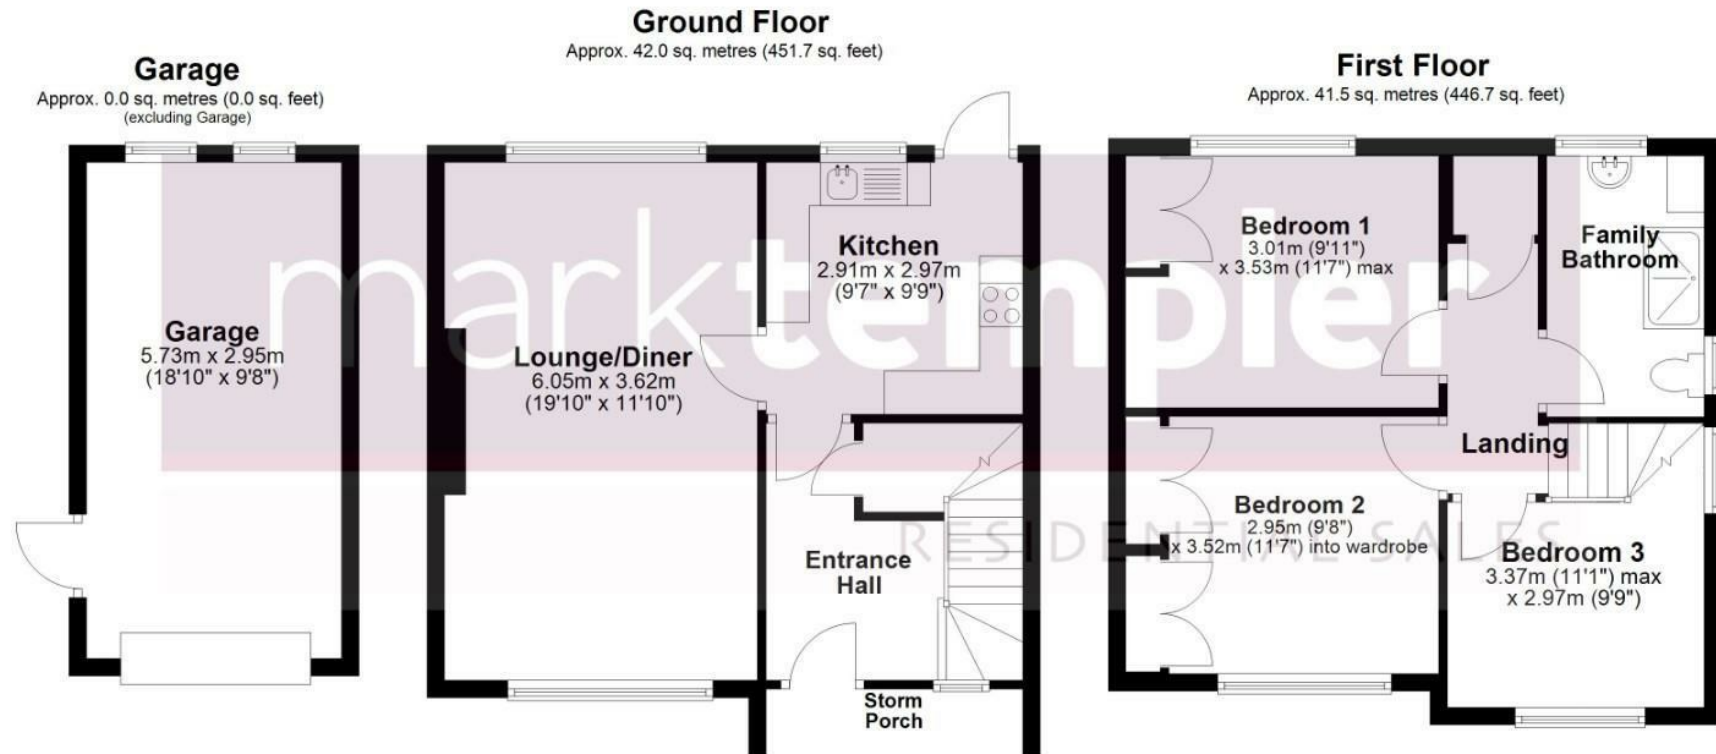 Garage
Approx. 0.0 sq. metres (0.0 sq. feet)
(excluding Garage)
Garage
5.73m x 2.95m
(18'10" x 9'8")
Ground Floor
Approx. 42.0 sq. metres (451.7 sq. feet)
Kitchen
2.91m x 2.97m
(9'7" x 9'9")
Lounge/Diner
6.05m x 3.62m
(19'10" x 11'10")
Entrance
Hall
Storm
Porch
First Floor
Approx. 41.5 sq. metres (446.7 sq. feet)
Bedroom 1
3.01m (9'11")
x 3.53m (11'7") max
Family
Bathroom
Landing
Bedroom 2
2.95m (9'8")
x 3.52m (11'7") into wardrobe
Bedroom 3
3.37m (11'1") max
x 2.97m (9'9")
marktempler
RESIDENTIAL SALES